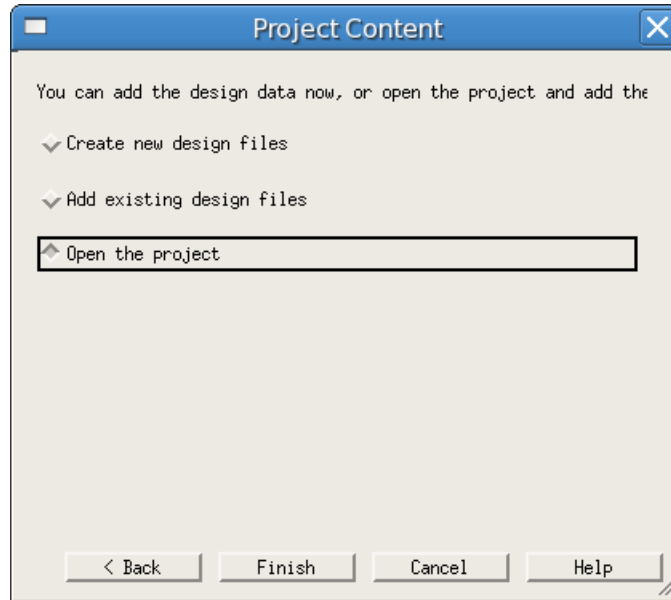 Project Content
You can add the design data now, or open the project and add the
Create new design files
Add existing design files
Open the project
< Back Finish Cancel Help